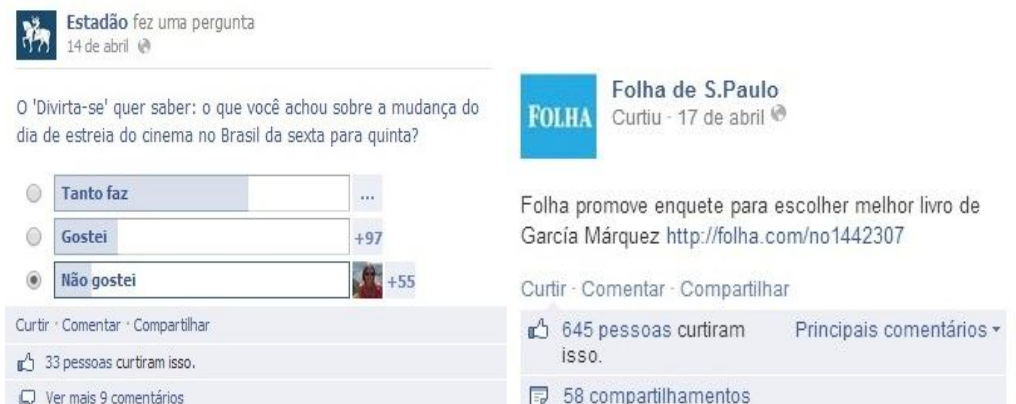 Estadão fez uma pergunta
14 de abril
O 'Divirta-se' quer saber: o que você achou sobre a mudança do
dia de estreia do cinema no Brasil da sexta para quinta?
Tanto faz ...
Gostei +97
Não gostei +55
Curtir · Comentar · Compartilhar
33 pessoas curtiram isso.
Ver mais 9 comentários
FOLHA
Folha de S.Paulo
Curtiu · 17 de abril
Folha promove enquete para escolher melhor livro de
García Márquez http://folha.com/no1442307
Curtir · Comentar · Compartilhar
645 pessoas curtiram Principais comentários
isso.
58 compartilhamentos